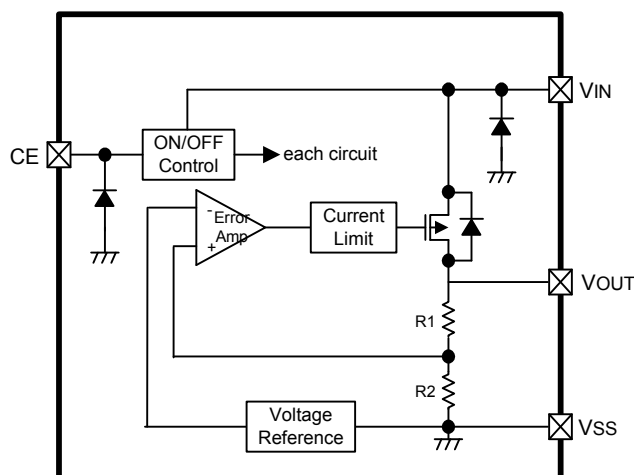 VIN
CE
ON/OFF
Control
each circuit
-
Error
Amp
+
Current
Limit
VOUT
R1
R2
Voltage
Reference
VSS